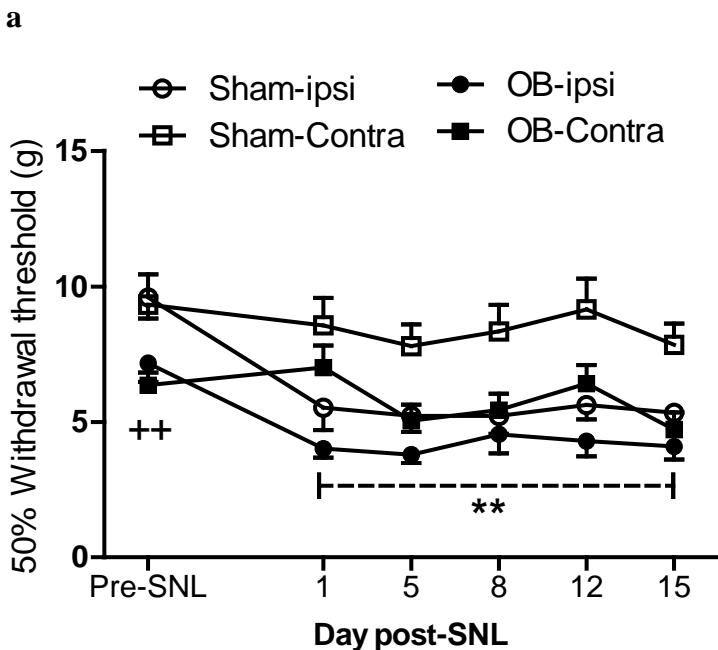 a
Sham-ipsi
OB-ipsi
Sham-Contra
OB-Contra
50% Withdrawal threshold (g)
15
10
5
0
++
**
Pre-SNL
1
5
8
12
15
Day post-SNL